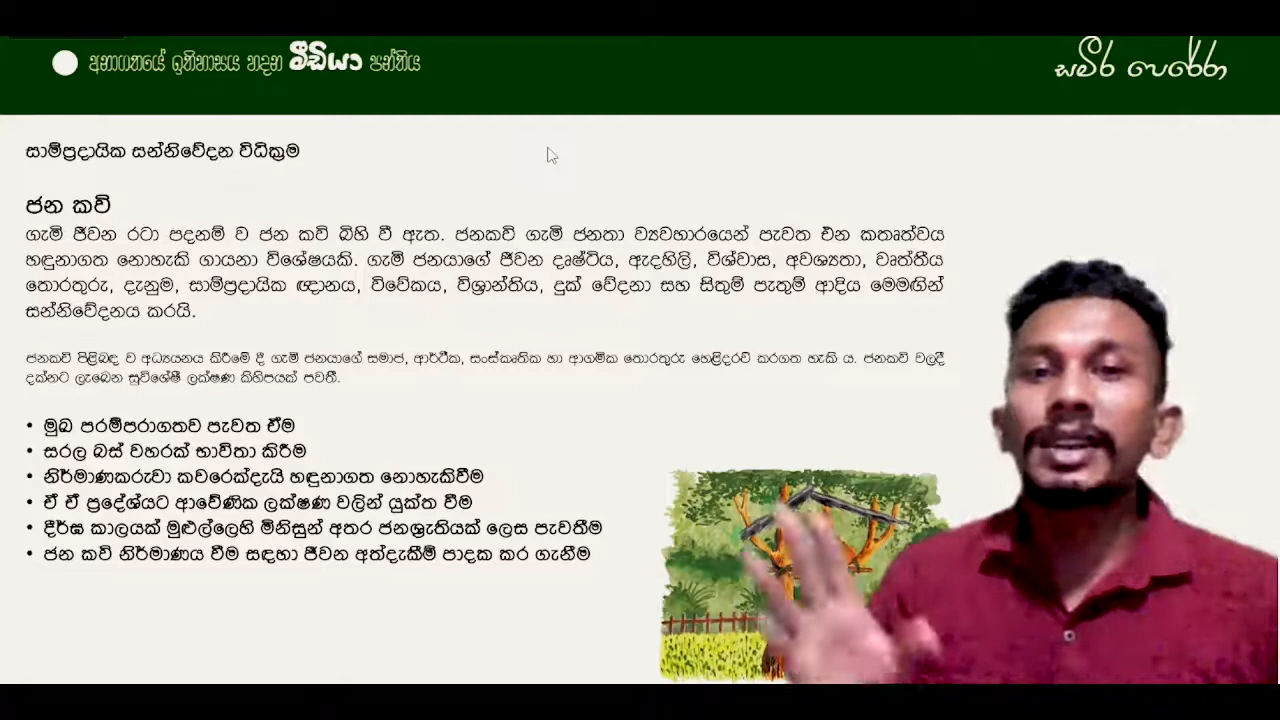 අනාගතයේ ඉතිහාසය හදන මීඩියා පන්තිය
සමීර පෙරේරා
සාම්ප්‍රදායික සන්නිවේදන විධික්‍රම
ජන කවි
ගැමි ජීවන රටා පදනම් ව ජන කවි බිහි වී ඇත. ජනකවි ගැමි ජනතා ව්‍යවහාරයෙන් පැවත එන කතෘත්වය
හඳුනාගත නොහැකි ගායනා විශේෂයකි. ගැමි ජනයාගේ ජීවන දෘෂ්ටිය, ඇදහිලි, විශ්වාස, අවශ්‍යතා, වෘත්තීය
තොරතුරු, දැනුම, සාම්ප්‍රදායික ඥානය, විවේකය, විශ්‍රාන්තිය, දුක් වේදනා සහ සිතුම් පැතුම් ආදිය මෙමඟින්
සන්නිවේදනය කරයි.
ජනකවි පිළිබඳ ව අධ්‍යයනය කිරීමේ දී ගැමි ජනයාගේ සමාජ, ආර්ථික, සංස්කෘතික හා ආගමික තොරතුරු හෙළිදරව් කරගත හැකි ය. ජනකවි වලදී
දක්නට ලැබෙන සුවිශේෂී ලක්ෂණ කිහිපයක් පවතී.
• මුඛ පරම්පරාගතව පැවත ඒම
• සරල බස් වහරක් භාවිතා කිරීම
• නිර්මාණකරුවා කවරෙක්දැයි හඳුනාගත නොහැකිවීම
• ඒ ඒ ප්‍රදේශයට ආවේණික ලක්ෂණ වලින් යුක්ත වීම
• දීර්ඝ කාලයක් මුළුල්ලෙහි මිනිසුන් අතර ජනශ්‍රැතියක් ලෙස පැවතීම
• ජන කවි නිර්මාණය වීම සඳහා ජීවන අත්දැකීම් පාදක කර ගැනීම